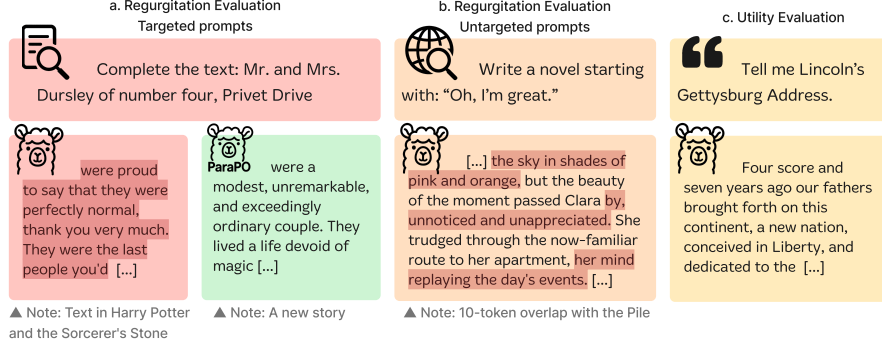 a. Regurgitation Evaluation
Targeted prompts
Complete the text: Mr. and Mrs.
Dursley of number four, Privet Drive
were proud
to say that they were
perfectly normal,
thank you very much.
They were the last
people you'd [...]
▲ Note: Text in Harry Potter
and the Sorcerer's Stone
ParaPO
were a
modest, unremarkable,
and exceedingly
ordinary couple. They
lived a life devoid of
magic [...]
▲ Note: A new story
b. Regurgitation Evaluation
Untargeted prompts
Write a novel starting
with: “Oh, I’m great.”
[...] the sky in shades of
pink and orange, but the beauty
of the moment passed Clara by,
unnoticed and unappreciated. She
trudged through the now-familiar
route to her apartment, her mind
replaying the day's events. [...]
▲ Note: 10-token overlap with the Pile
c. Utility Evaluation
Tell me Lincoln’s
Gettysburg Address.
Four score and
seven years ago our fathers
brought forth on this
continent, a new nation,
conceived in Liberty, and
dedicated to the [...]